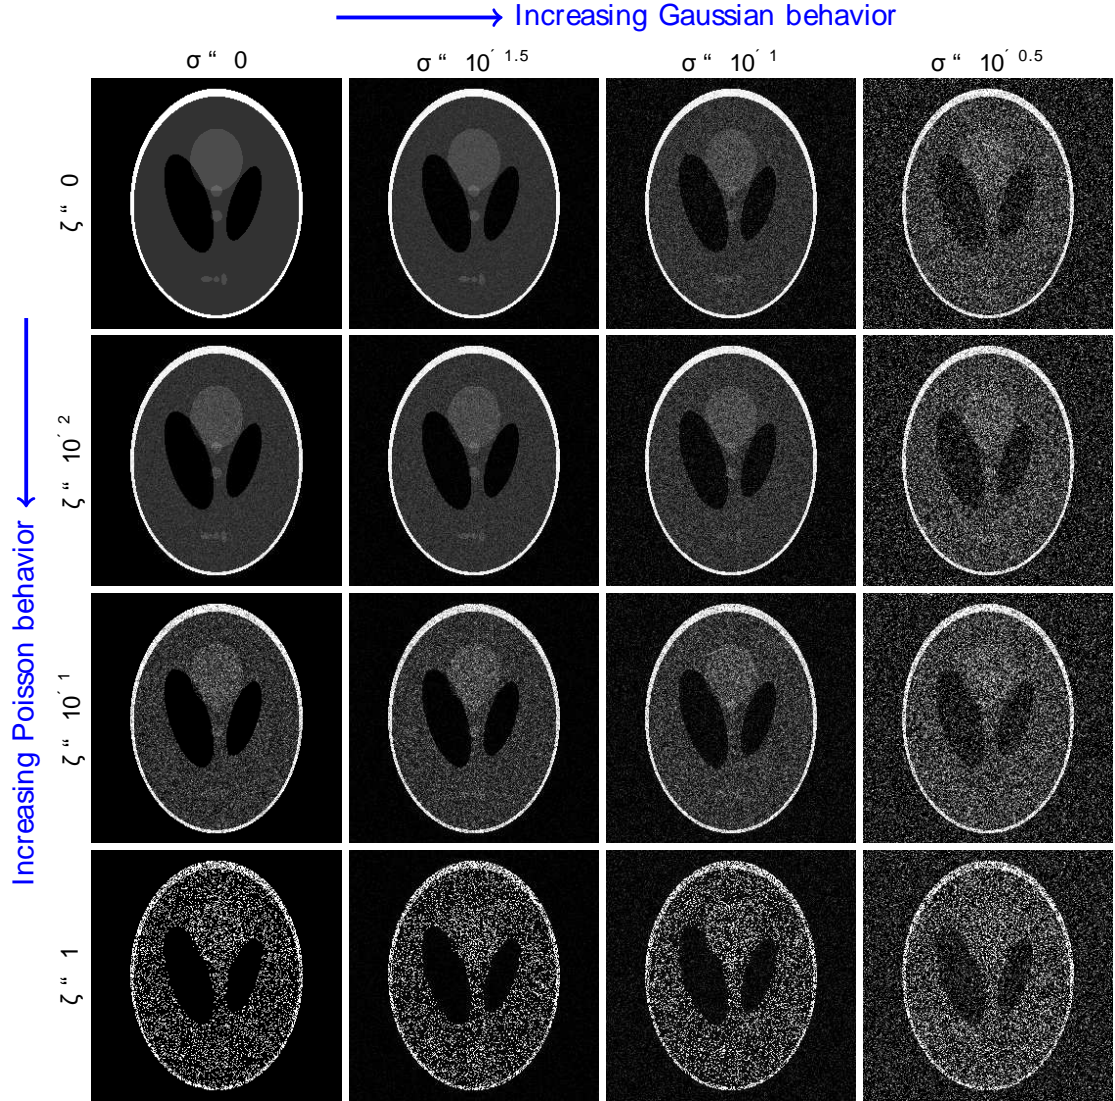 Increasing Gaussian behavior
σ “ 0
σ “ 10´1.5
σ “ 10´1
σ “ 10´0.5
ζ “ 0
ζ “ 10´2
ζ “ 10´1
ζ “ 1
Increasing Poisson behavior